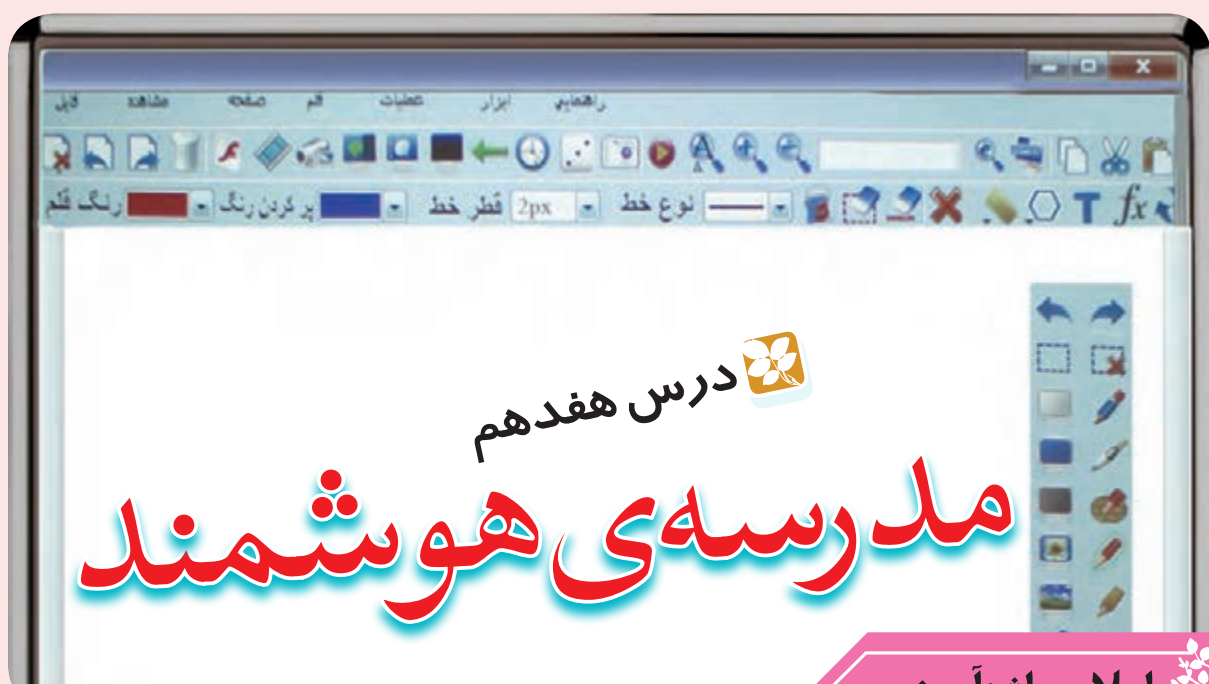 فایل مشاهده صفحه قلم عملیات ابزار راهنمایی
رنگ قلم پر کردن رنگ قطر خط 2px نوع خط T fx
درس هفدهم
مدرسه‌ی هوشمند